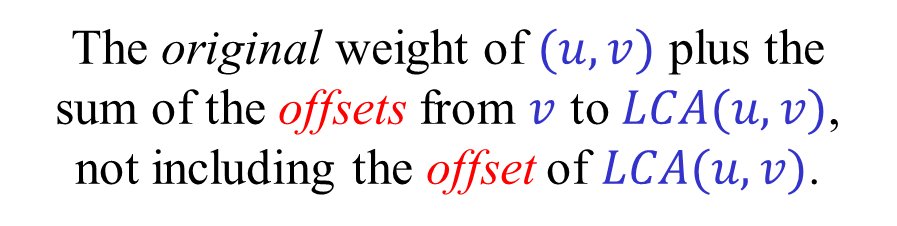 The original weight of (u, v) plus the
sum of the offsets from v to LCA(u, v),
not including the offset of LCA(u, v).